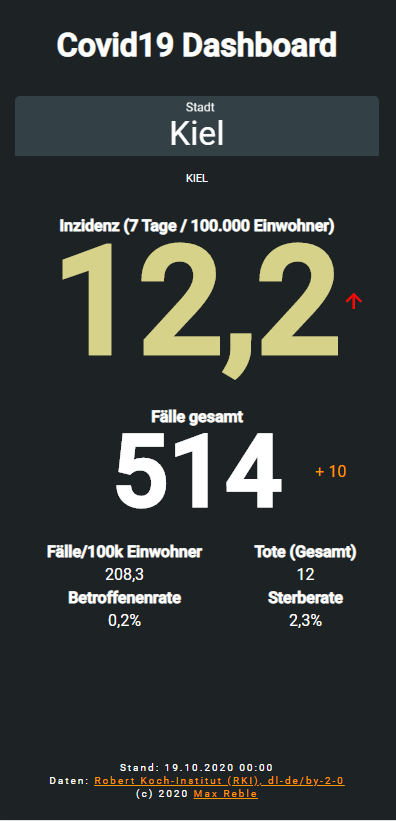 Covid19 Dashboard
Stadt
Kiel
KIEL
Inzidenz (7 Tage / 100.000 Einwohner)
12,2
Fälle gesamt
514 + 10
Fälle/100k Einwohner Tote (Gesamt)
208,3 12
Betroffenenrate Sterberate
0,2% 2,3%
Stand: 19.10.2020 00:00
Daten: Robert Koch-Institut (RKI), dl-de/by-2-0
(c) 2020 Max Reble